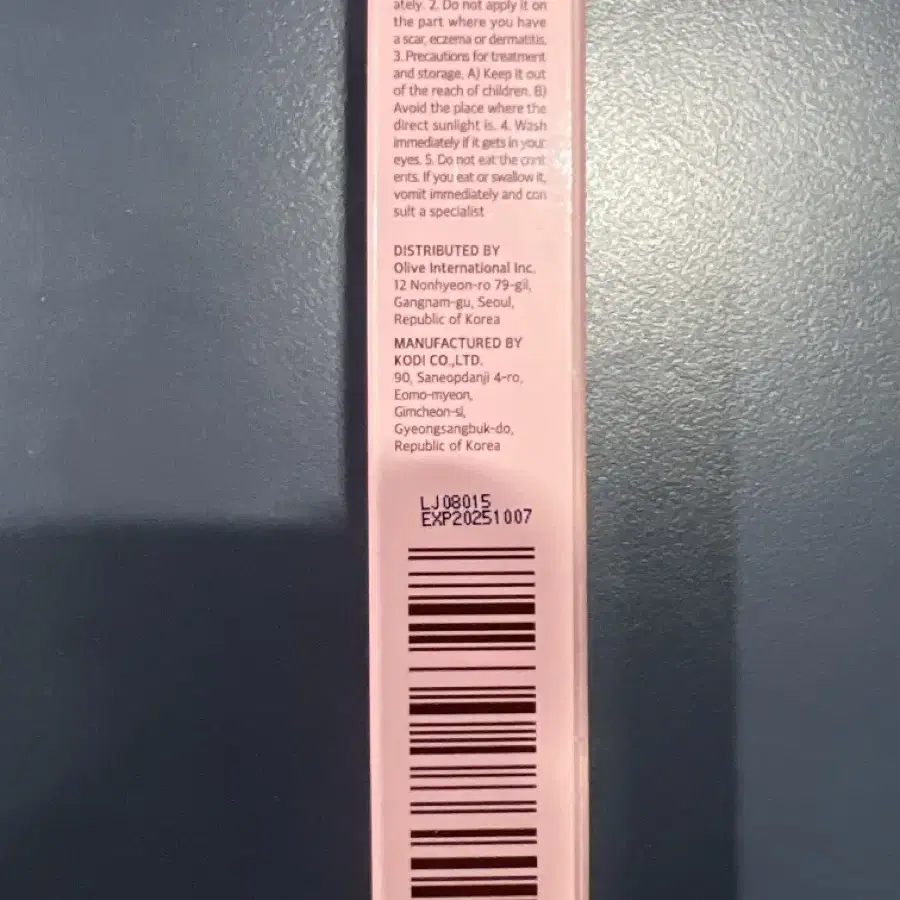 ately. 2. Do not apply it on
the part where you have
a scar, eczema or dermatitis.
3. Precautions for treatment
and storage. A) Keep it out
of the reach of children. B)
Avoid the place where the
direct sunlight is. 4. Wash
immediately if it gets in your
eyes. 5. Do not eat the cont
ents. If you eat or swallow it,
vomit immediately and con
sult a specialist
DISTRIBUTED BY
Olive International Inc.
12 Nonhyeon-ro 79-gil,
Gangnam-gu, Seoul,
Republic of Korea
MANUFACTURED BY
KODI CO.,LTD.
90, Saneopdanji 4-ro,
Eomo-myeon,
Gimcheon-si,
Gyeongsangbuk-do,
Republic of Korea
LJ08015
EXP20251007